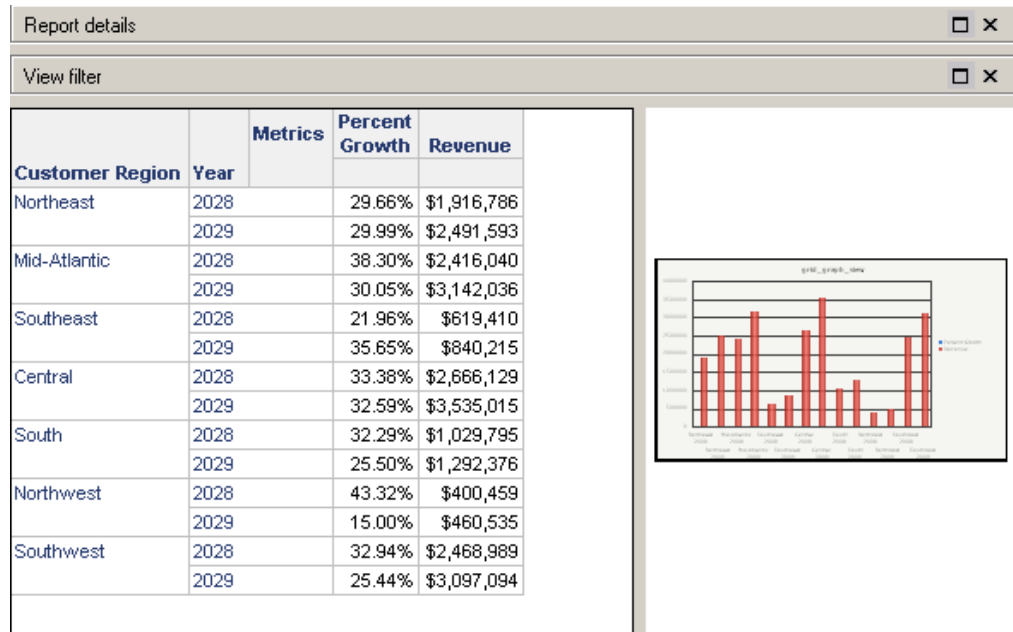 Report details
View filter
Metrics Percent Growth Revenue
Customer Region Year
Northeast 2028 29.66% $1,916,786
2029 29.99% $2,491,593
Mid-Atlantic 2028 38.30% $2,416,040
2029 30.05% $3,142,036
Southeast 2028 21.96% $619,410
2029 35.65% $840,215
Central 2028 33.38% $2,666,129
2029 32.59% $3,535,015
South 2028 32.29% $1,029,795
2029 25.50% $1,292,376
Northwest 2028 43.32% $400,459
2029 15.00% $460,535
Southwest 2028 32.94% $2,468,989
2029 25.44% $3,097,094
grid_graph_view